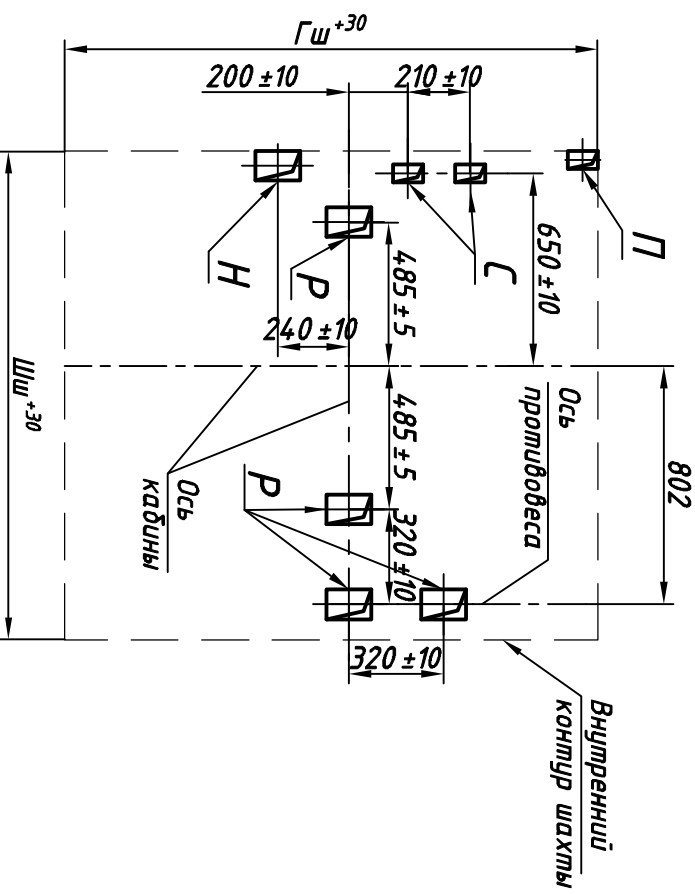 Гш+30
200 ±10
210 ±10
П
С
650 ±10
Н
Р
485 ± 5
240 ±10
Шш+30
485 ± 5
Ось
противовеса
802
Р
Ось
кабины
320 ±10
320 ±10
Внутренний
контур шахты